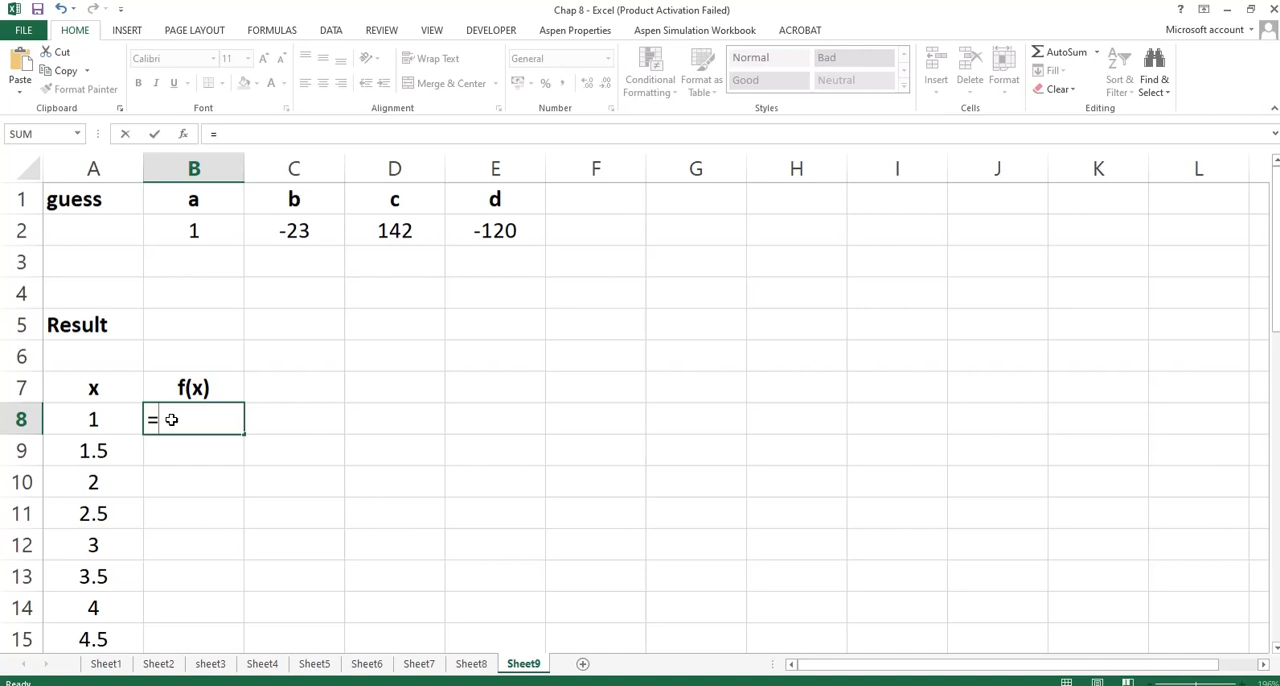 Chap 8 - Excel (Product Activation Failed)
FILE HOME INSERT PAGE LAYOUT FORMULAS DATA REVIEW VIEW DEVELOPER Aspen Properties Aspen Simulation Workbook ACROBAT Microsoft account
Paste
Cut
Copy
Format Painter
Clipboard
Calibri 11
B I U
Font
Wrap Text
Merge & Center
Alignment
General
Number
Conditional Formatting
Format as Table
Normal Bad
Good Neutral
Styles
Insert Delete Format
Cells
AutoSum
Fill
Clear
Sort & Filter
Find & Select
Editing
SUM fx =
A B C D E F G H I J K L
1 guess a b c d
2 1 -23 142 -120
3
4
5 Result
6
7 x f(x)
8 1 =
9 1.5
10 2
11 2.5
12 3
13 3.5
14 4
15 4.5
Sheet1 Sheet2 sheet3 Sheet4 Sheet5 Sheet6 Sheet7 Sheet8 Sheet9
Ready 196%